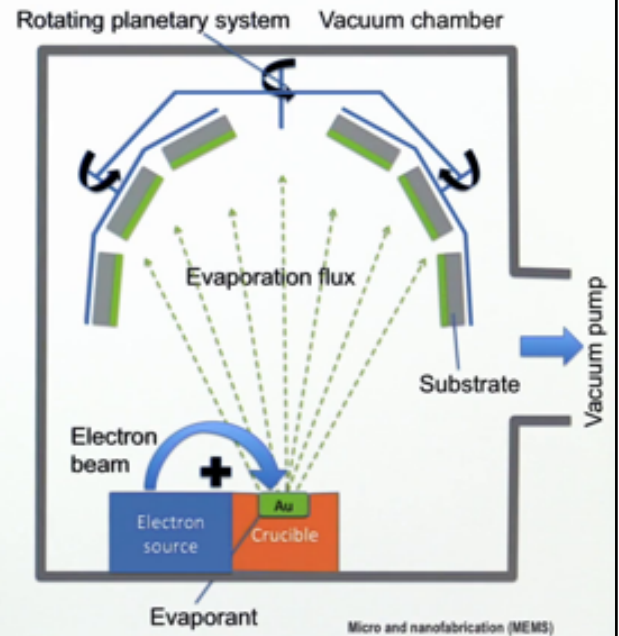 Rotating planetary system
Vacuum chamber
Evaporation flux
Substrate
Vacuum pump
Electron
beam
Au
Electron
source
Crucible
Evaporant
Micro and nanofabrication (MEMS)